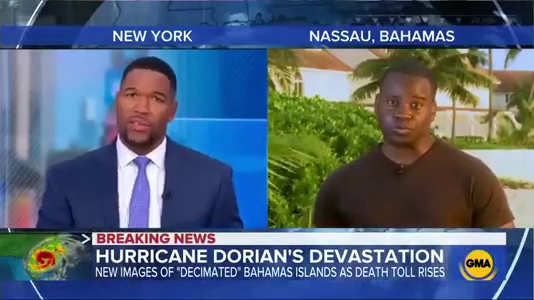 NEW YORK
NASSAU, BAHAMAS
BREAKING NEWS
HURRICANE DORIAN'S DEVASTATION
NEW IMAGES OF "DECIMATED" BAHAMAS ISLANDS AS DEATH TOLL RISES
GMA